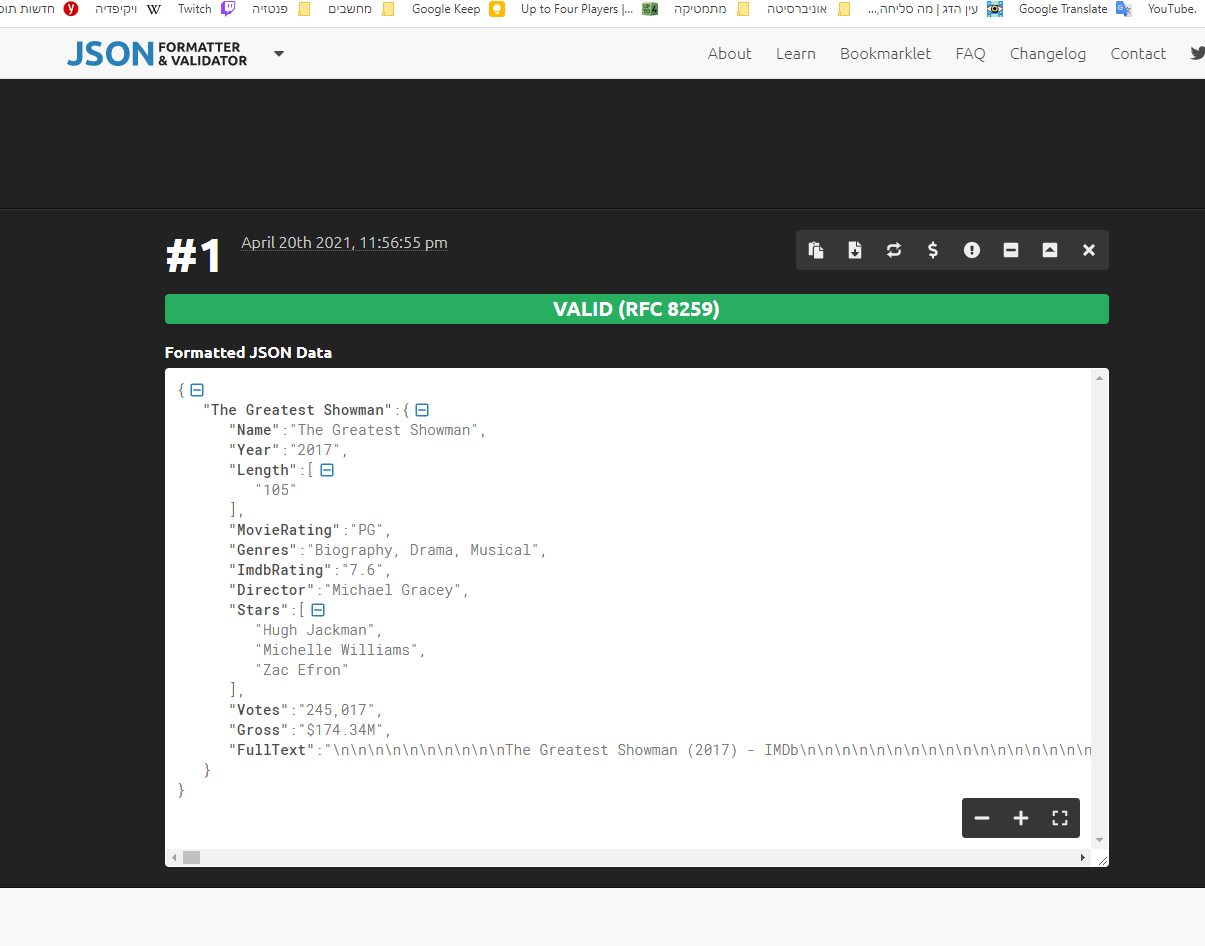 חדשות תוכ ויקיפדיה Twitch פנטזיה מחשבים Google Keep Up to Four Players |... מתמטיקה אוניברסיטה עין הדג | מה סליחה,... Google Translate YouTube.
JSON FORMATTER & VALIDATOR About Learn Bookmarklet FAQ Changelog Contact
#1 April 20th 2021, 11:56:55 pm
VALID (RFC 8259)
Formatted JSON Data
{
"The Greatest Showman":{
"Name":"The Greatest Showman",
"Year":"2017",
"Length":[
"105"
],
"MovieRating":"PG",
"Genres":"Biography, Drama, Musical",
"ImdbRating":"7.6",
"Director":"Michael Gracey",
"Stars":[
"Hugh Jackman",
"Michelle Williams",
"Zac Efron"
],
"Votes":"245,017",
"Gross":"$174.34M",
"FullText":"\n\n\n\n\n\n\n\n\n\nThe Greatest Showman (2017) - IMDb\n\n\n\n\n\n\n\n\n\n\n\n\n\n\n\n\n
}
}